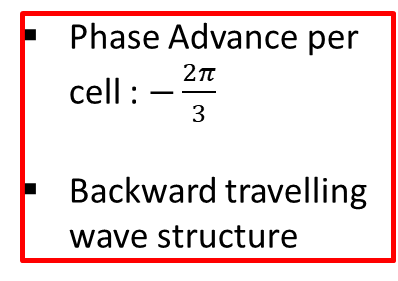 ▪ Phase Advance per
cell : − 2π/3
▪ Backward travelling
wave structure